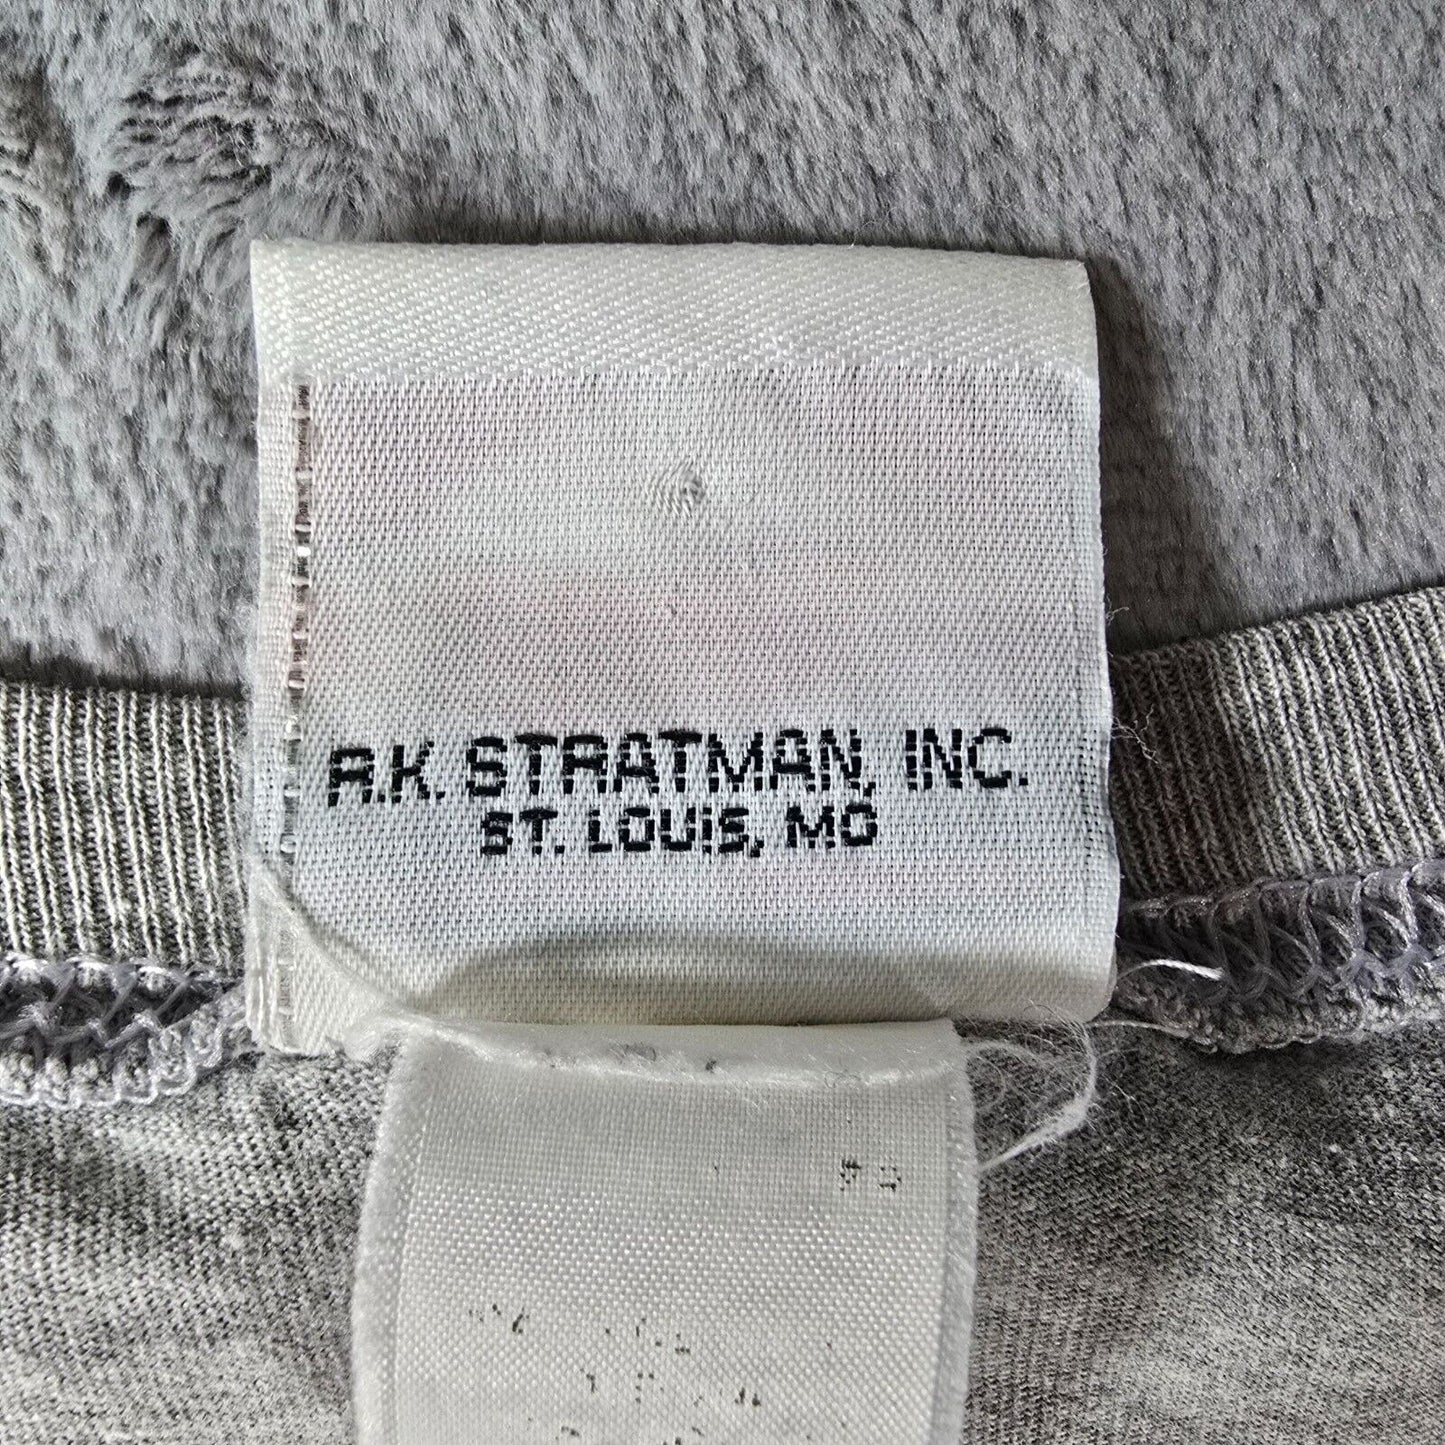 R.K. STRATMAN, INC.
ST. LOUIS, MO